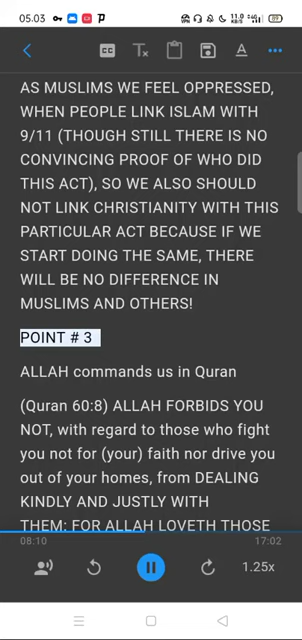 05.03
11.0
KB/S
89
CC
AS MUSLIMS WE FEEL OPPRESSED,
WHEN PEOPLE LINK ISLAM WITH
9/11 (THOUGH STILL THERE IS NO
CONVINCING PROOF OF WHO DID
THIS ACT), SO WE ALSO SHOULD
NOT LINK CHRISTIANITY WITH THIS
PARTICULAR ACT BECAUSE IF WE
START DOING THE SAME, THERE
WILL BE NO DIFFERENCE IN
MUSLIMS AND OTHERS!
POINT # 3
ALLAH commands us in Quran
(Quran 60:8) ALLAH FORBIDS YOU
NOT, with regard to those who fight
you not for (your) faith nor drive you
out of your homes, from DEALING
KINDLY AND JUSTLY WITH
THEM: FOR ALLAH LOVETH THOSE
08:10
17:02
1.25x